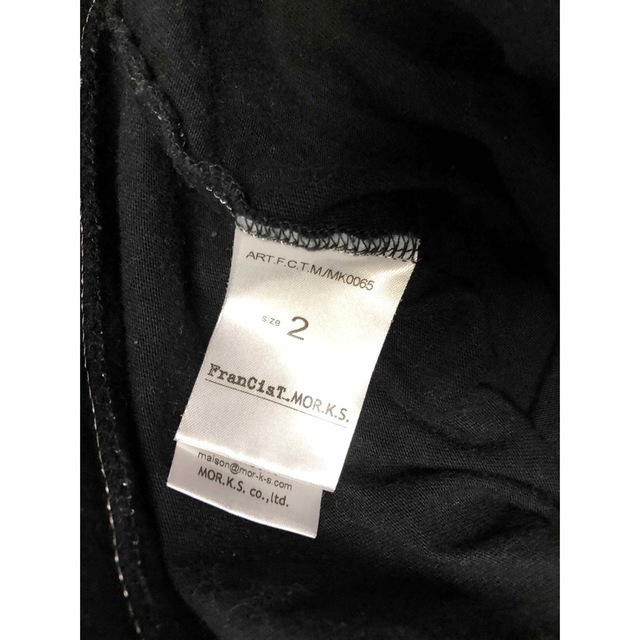 ART.F.C.T.M/MK0065
size 2
FranCisT_MOR.K.S.
maison@mor-k-s.com
MOR.K.S. co.,ltd.